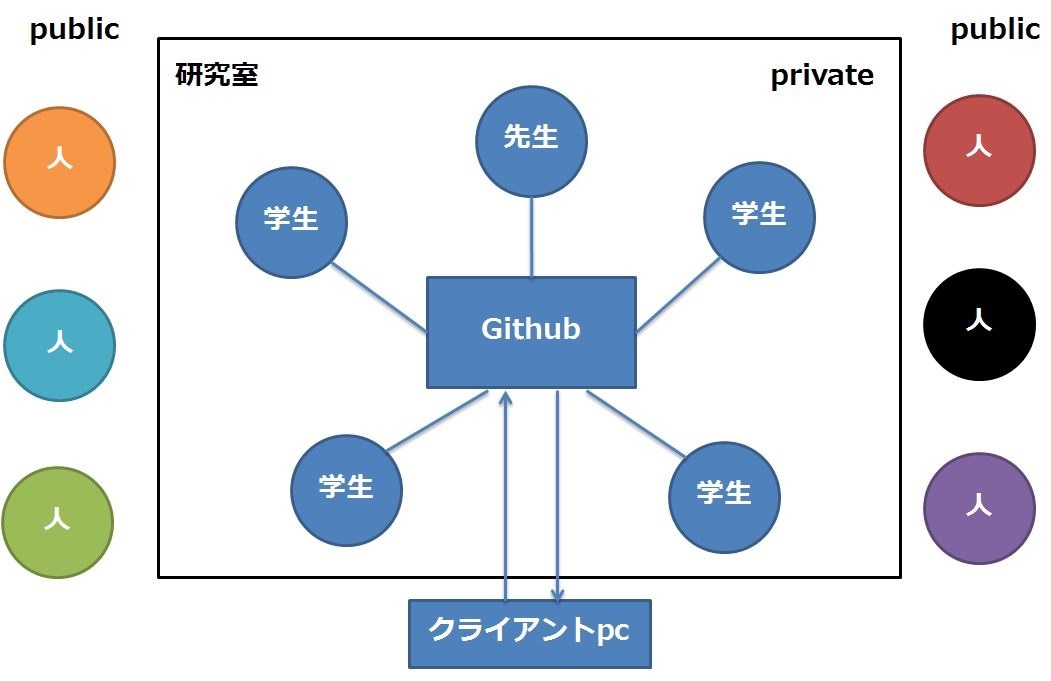 public
public
研究室
private
先生
人
人
学生
学生
Github
人
人
学生
学生
人
人
クライアントpc